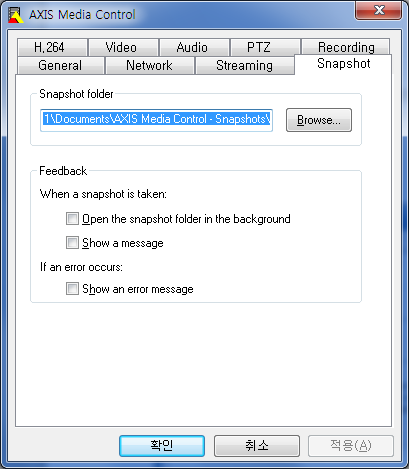 AXIS Media Control
H.264 Video Audio PTZ Recording
General Network Streaming Snapshot
Snapshot folder
1\Documents\AXIS Media Control - Snapshots\ Browse...
Feedback
When a snapshot is taken:
Open the snapshot folder in the background
Show a message
If an error occurs:
Show an error message
확인 취소 적용(A)